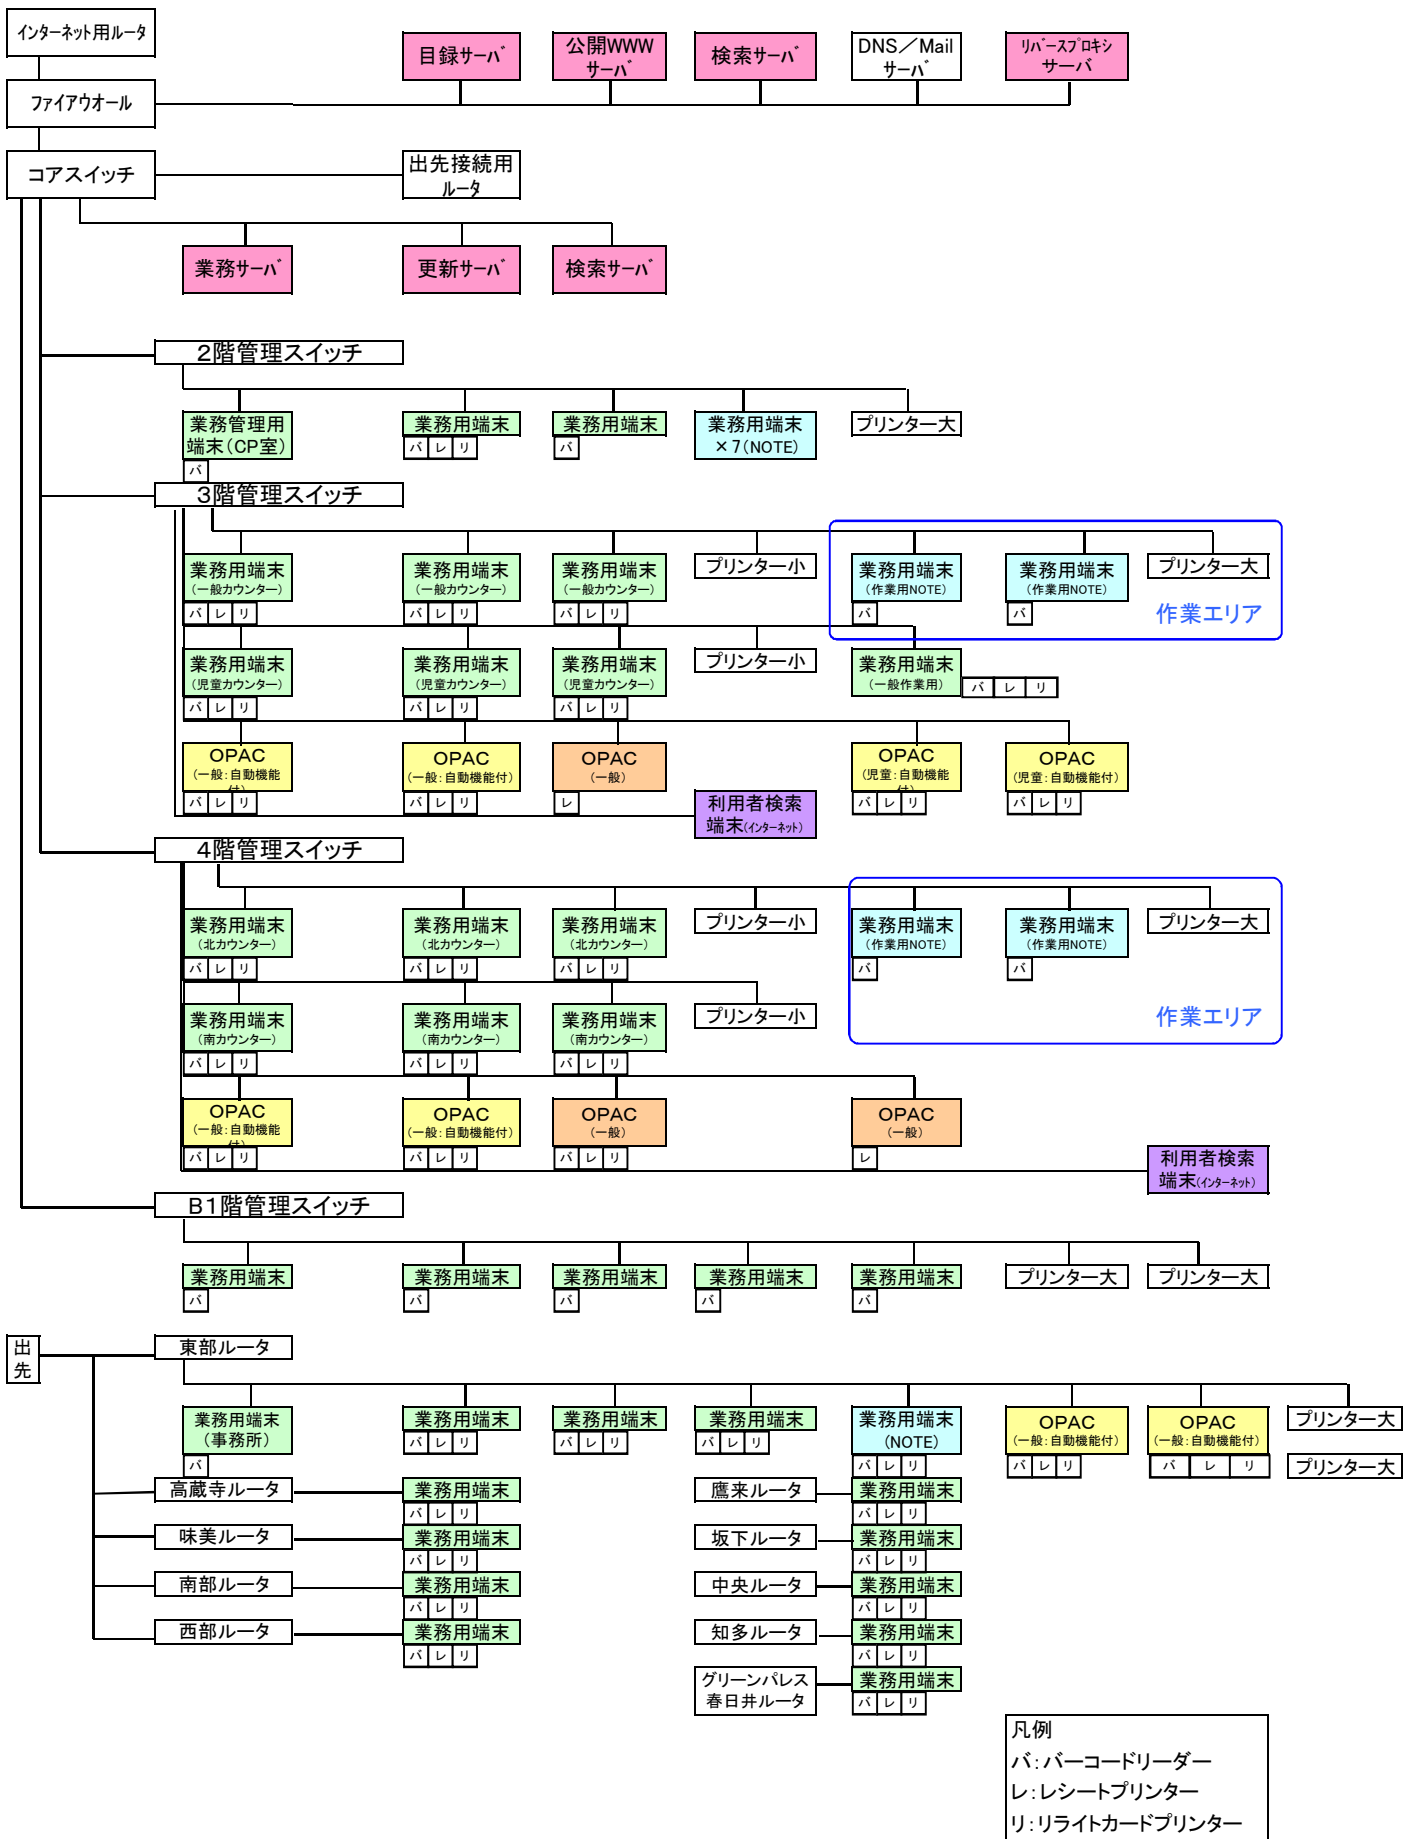 インターネット用ルータ
目録サーバ
公開WWW
サーバ
検索サーバ
DNS／Mail
サーバ
リバースプロキシ
サーバ
ファイアウオール
コアスイッチ
出先接続用
ルータ
業務サーバ
更新サーバ
検索サーバ
2階管理スイッチ
業務管理用
端末(CP室)
バ
業務用端末
バ レ リ
業務用端末
バ
業務用端末
×7(NOTE)
プリンター大
3階管理スイッチ
業務用端末
(一般カウンター)
バ レ リ
業務用端末
(一般カウンター)
バ レ リ
業務用端末
(一般カウンター)
バ レ リ
プリンター小
業務用端末
(作業用NOTE)
バ
業務用端末
(作業用NOTE)
バ
プリンター大
作業エリア
業務用端末
(児童カウンター)
バ レ リ
業務用端末
(児童カウンター)
バ レ リ
業務用端末
(児童カウンター)
バ レ リ
プリンター小
業務用端末
(一般作業用)
バ レ リ
OPAC
(一般:自動機能
付)
バ レ リ
OPAC
(一般:自動機能付)
バ レ リ
OPAC
(一般)
レ
利用者検索
端末(インターネット)
OPAC
(児童:自動機能
付)
バ レ リ
OPAC
(児童:自動機能付)
バ レ リ
4階管理スイッチ
業務用端末
(北カウンター)
バ レ リ
業務用端末
(北カウンター)
バ レ リ
業務用端末
(北カウンター)
バ レ リ
プリンター小
業務用端末
(作業用NOTE)
バ
業務用端末
(作業用NOTE)
バ
プリンター大
作業エリア
業務用端末
(南カウンター)
バ レ リ
業務用端末
(南カウンター)
バ レ リ
業務用端末
(南カウンター)
バ レ リ
プリンター小
OPAC
(一般:自動機能
付)
バ レ リ
OPAC
(一般:自動機能付)
バ レ リ
OPAC
(一般)
バ レ リ
OPAC
(一般)
レ
利用者検索
端末(インターネット)
B1階管理スイッチ
業務用端末
バ
業務用端末
バ
業務用端末
バ
業務用端末
バ
業務用端末
バ
プリンター大
プリンター大
出
先
東部ルータ
業務用端末
(事務所)
バ
業務用端末
バ レ リ
業務用端末
バ レ リ
業務用端末
バ レ リ
業務用端末
(NOTE)
バ レ リ
OPAC
(一般:自動機能付)
バ レ リ
OPAC
(一般:自動機能付)
バ レ リ
プリンター大
プリンター大
高蔵寺ルータ
業務用端末
バ レ リ
鷹来ルータ
業務用端末
バ レ リ
味美ルータ
業務用端末
バ レ リ
坂下ルータ
業務用端末
バ レ リ
南部ルータ
業務用端末
バ レ リ
中央ルータ
業務用端末
バ レ リ
西部ルータ
業務用端末
バ レ リ
知多ルータ
業務用端末
バ レ リ
グリーンパレス
春日井ルータ
業務用端末
バ レ リ
凡例
バ:バーコードリーダー
レ:レシートプリンター
リ:リライトカードプリンター